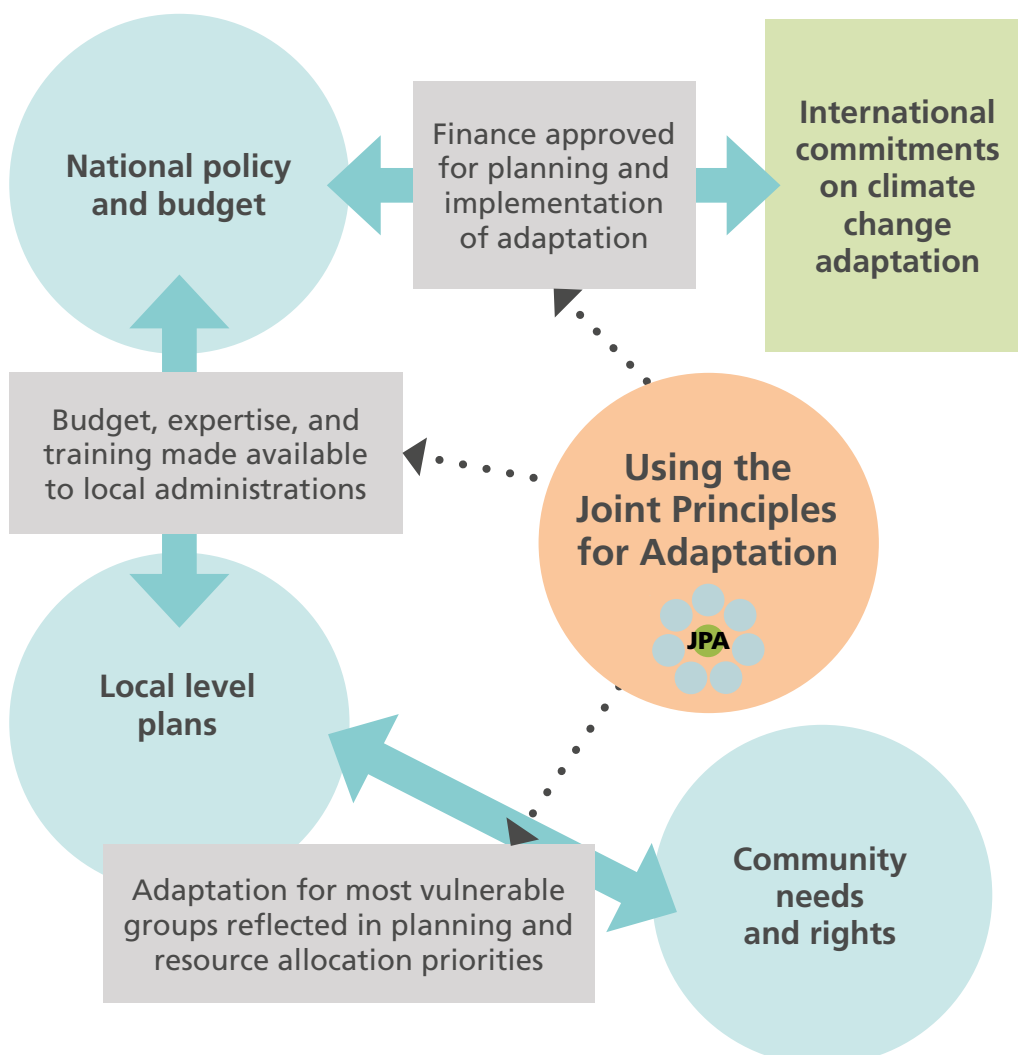 National policy
and budget
Finance approved
for planning and
implementation
of adaptation
International
commitments
on climate
change
adaptation
Budget, expertise, and
training made available
to local administrations
Using the
Joint Principles
for Adaptation
JPA
Local level
plans
Adaptation for most vulnerable
groups reflected in planning and
resource allocation priorities
Community
needs
and rights